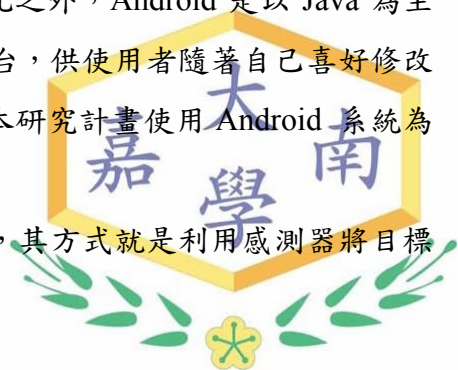 此之外，Android 是以 Java 為主
台，供使用者隨著自己喜好修改
本研究計畫使用 Android 系統為
，其方式就是利用感測器將目標
嘉
大
南
學